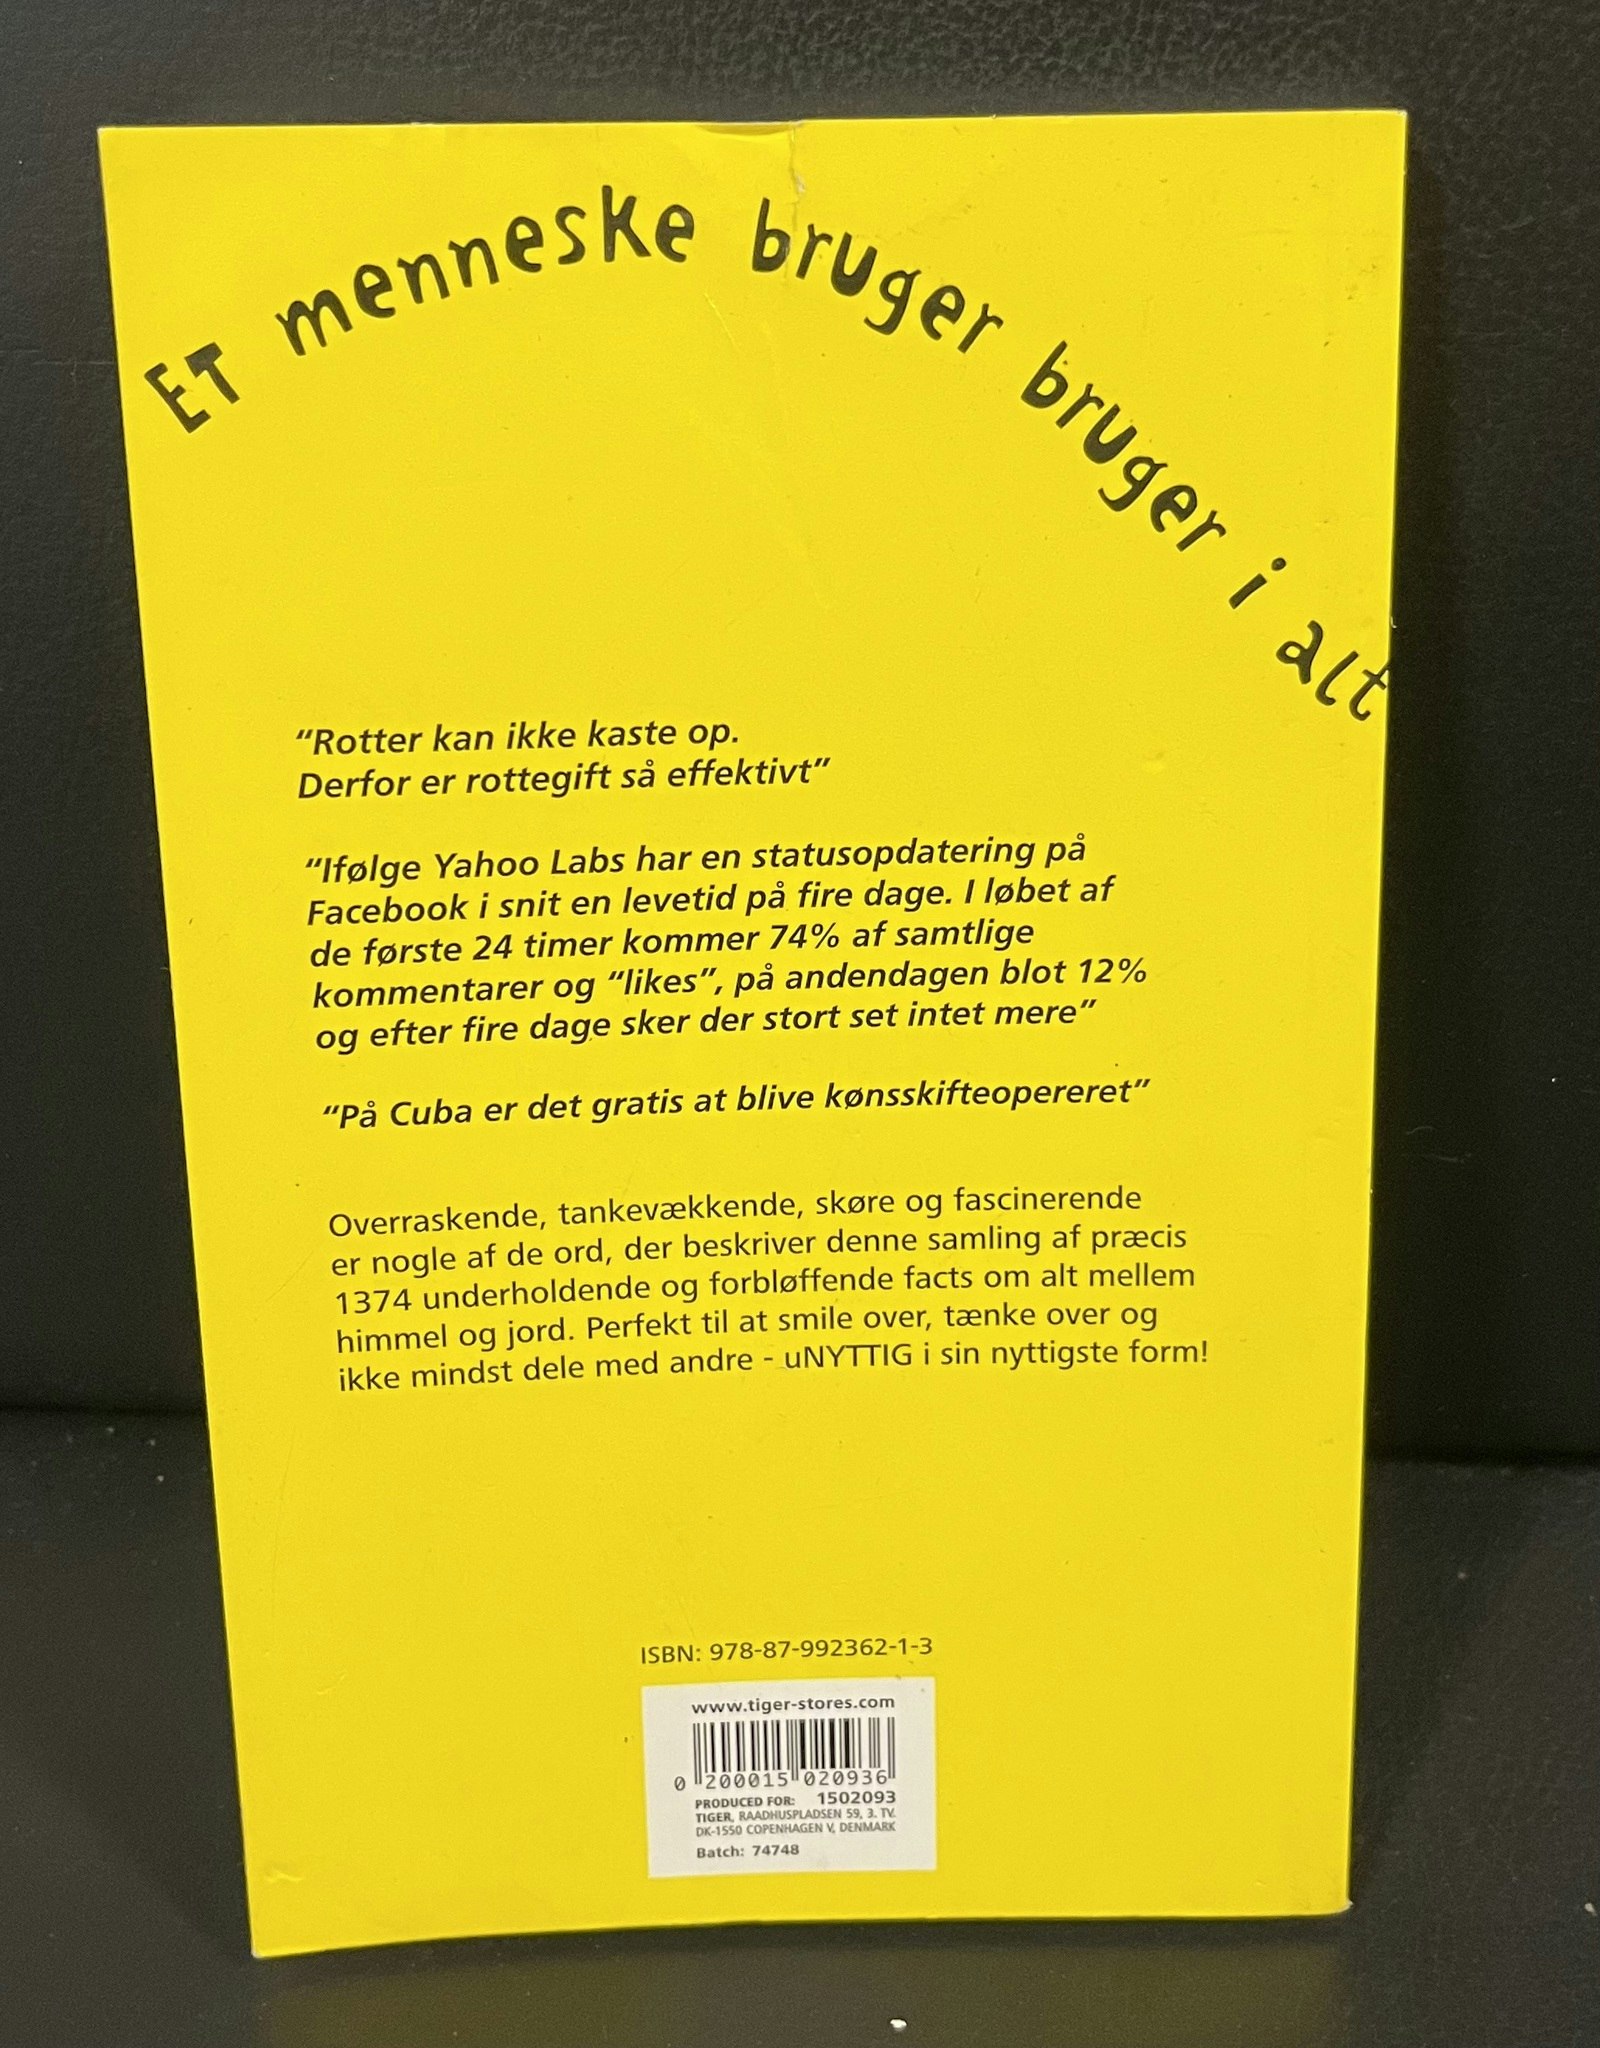 Et menneske bruger bruger i alt
“Rotter kan ikke kaste op.
Derfor er rottegift så effektivt”
“Ifølge Yahoo Labs har en statusopdatering på
Facebook i snit en levetid på fire dage. I løbet af
de første 24 timer kommer 74% af samtlige
kommentarer og “likes”, på andendagen blot 12%
og efter fire dage sker der stort set intet mere”
“På Cuba er det gratis at blive kønsskifteopereret”
Overraskende, tankevækkende, skøre og fascinerende
er nogle af de ord, der beskriver denne samling af præcis
1374 underholdende og forbløffende facts om alt mellem
himmel og jord. Perfekt til at smile over, tænke over og
ikke mindst dele med andre - uNYTTIG i sin nyttigste form!
ISBN: 978-87-992362-1-3
www.tiger-stores.com
0 200015 020936
PRODUCED FOR: 1502093
TIGER, RAADHUSPLADSEN 59, 3. TV.
DK-1550 COPENHAGEN V, DENMARK
Batch: 74748